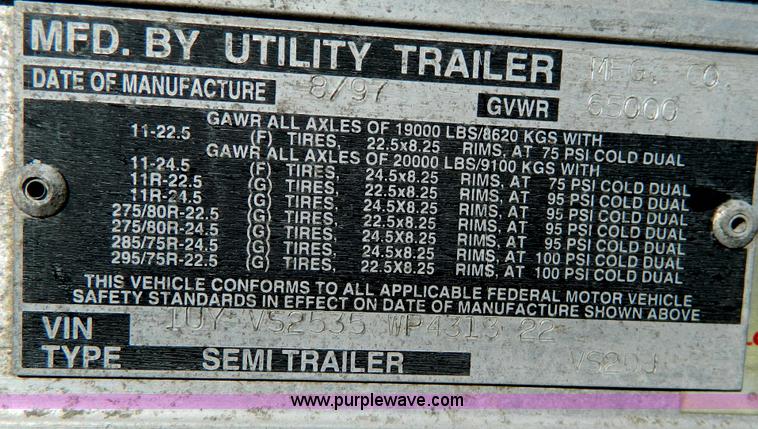 MFD. BY UTILITY TRAILER MFG. CO.
DATE OF MANUFACTURE 8/97 GVWR 65000
GAWR ALL AXLES OF 19000 LBS/8620 KGS WITH
11-22.5 (F) TIRES, 22.5x8.25 RIMS, AT 75 PSI COLD DUAL
GAWR ALL AXLES OF 20000 LBS/9100 KGS WITH
11-24.5 (F) TIRES, 24.5x8.25 RIMS, AT 75 PSI COLD DUAL
11R-22.5 (G) TIRES, 22.5x8.25 RIMS, AT 95 PSI COLD DUAL
11R-24.5 (G) TIRES, 24.5X8.25 RIMS, AT 95 PSI COLD DUAL
275/80R-22.5 (G) TIRES, 22.5x8.25 RIMS, AT 95 PSI COLD DUAL
275/80R-24.5 (G) TIRES, 24.5X8.25 RIMS, AT 95 PSI COLD DUAL
285/75R-24.5 (G) TIRES, 24.5X8.25 RIMS, AT 100 PSI COLD DUAL
295/75R-22.5 (G) TIRES, 22.5X8.25 RIMS, AT 100 PSI COLD DUAL
THIS VEHICLE CONFORMS TO ALL APPLICABLE FEDERAL MOTOR VEHICLE
SAFETY STANDARDS IN EFFECT ON DATE OF MANUFACTURE SHOWN ABOVE
VIN 1UY VS2535 WP4313 22
TYPE SEMI TRAILER VS2DJ
www.purplewave.com